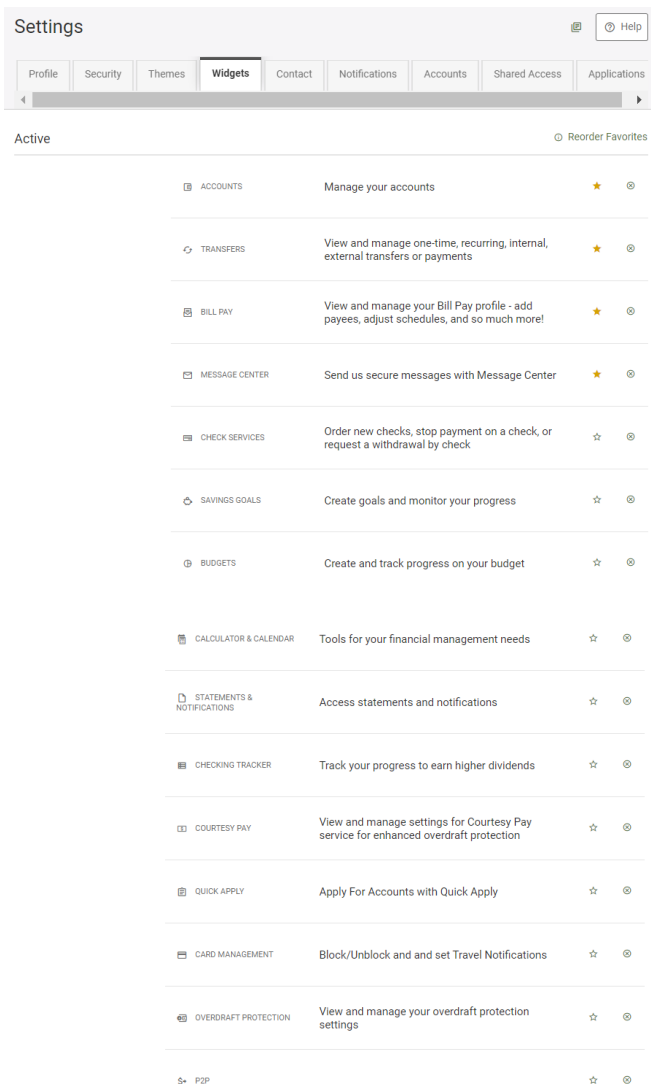 Settings
Help
Profile Security Themes Widgets Contact Notifications Accounts Shared Access Applications
Active
Reorder Favorites
ACCOUNTS Manage your accounts
TRANSFERS View and manage one-time, recurring, internal,
external transfers or payments
BILL PAY View and manage your Bill Pay profile - add
payees, adjust schedules, and so much more!
MESSAGE CENTER Send us secure messages with Message Center
CHECK SERVICES Order new checks, stop payment on a check, or
request a withdrawal by check
SAVINGS GOALS Create goals and monitor your progress
BUDGETS Create and track progress on your budget
CALCULATOR & CALENDAR Tools for your financial management needs
STATEMENTS &
NOTIFICATIONS Access statements and notifications
CHECKING TRACKER Track your progress to earn higher dividends
COURTESY PAY View and manage settings for Courtesy Pay
service for enhanced overdraft protection
QUICK APPLY Apply For Accounts with Quick Apply
CARD MANAGEMENT Block/Unblock and and set Travel Notifications
OVERDRAFT PROTECTION View and manage your overdraft protection
settings
P2P